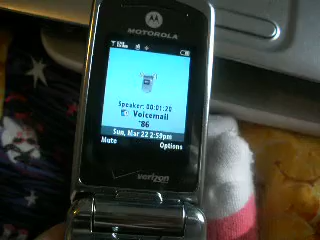 MOTOROLA
Speaker: 00:01:20
Voicemail
*86
Sun, Mar 22 2:59pm
Mute Options
verizon